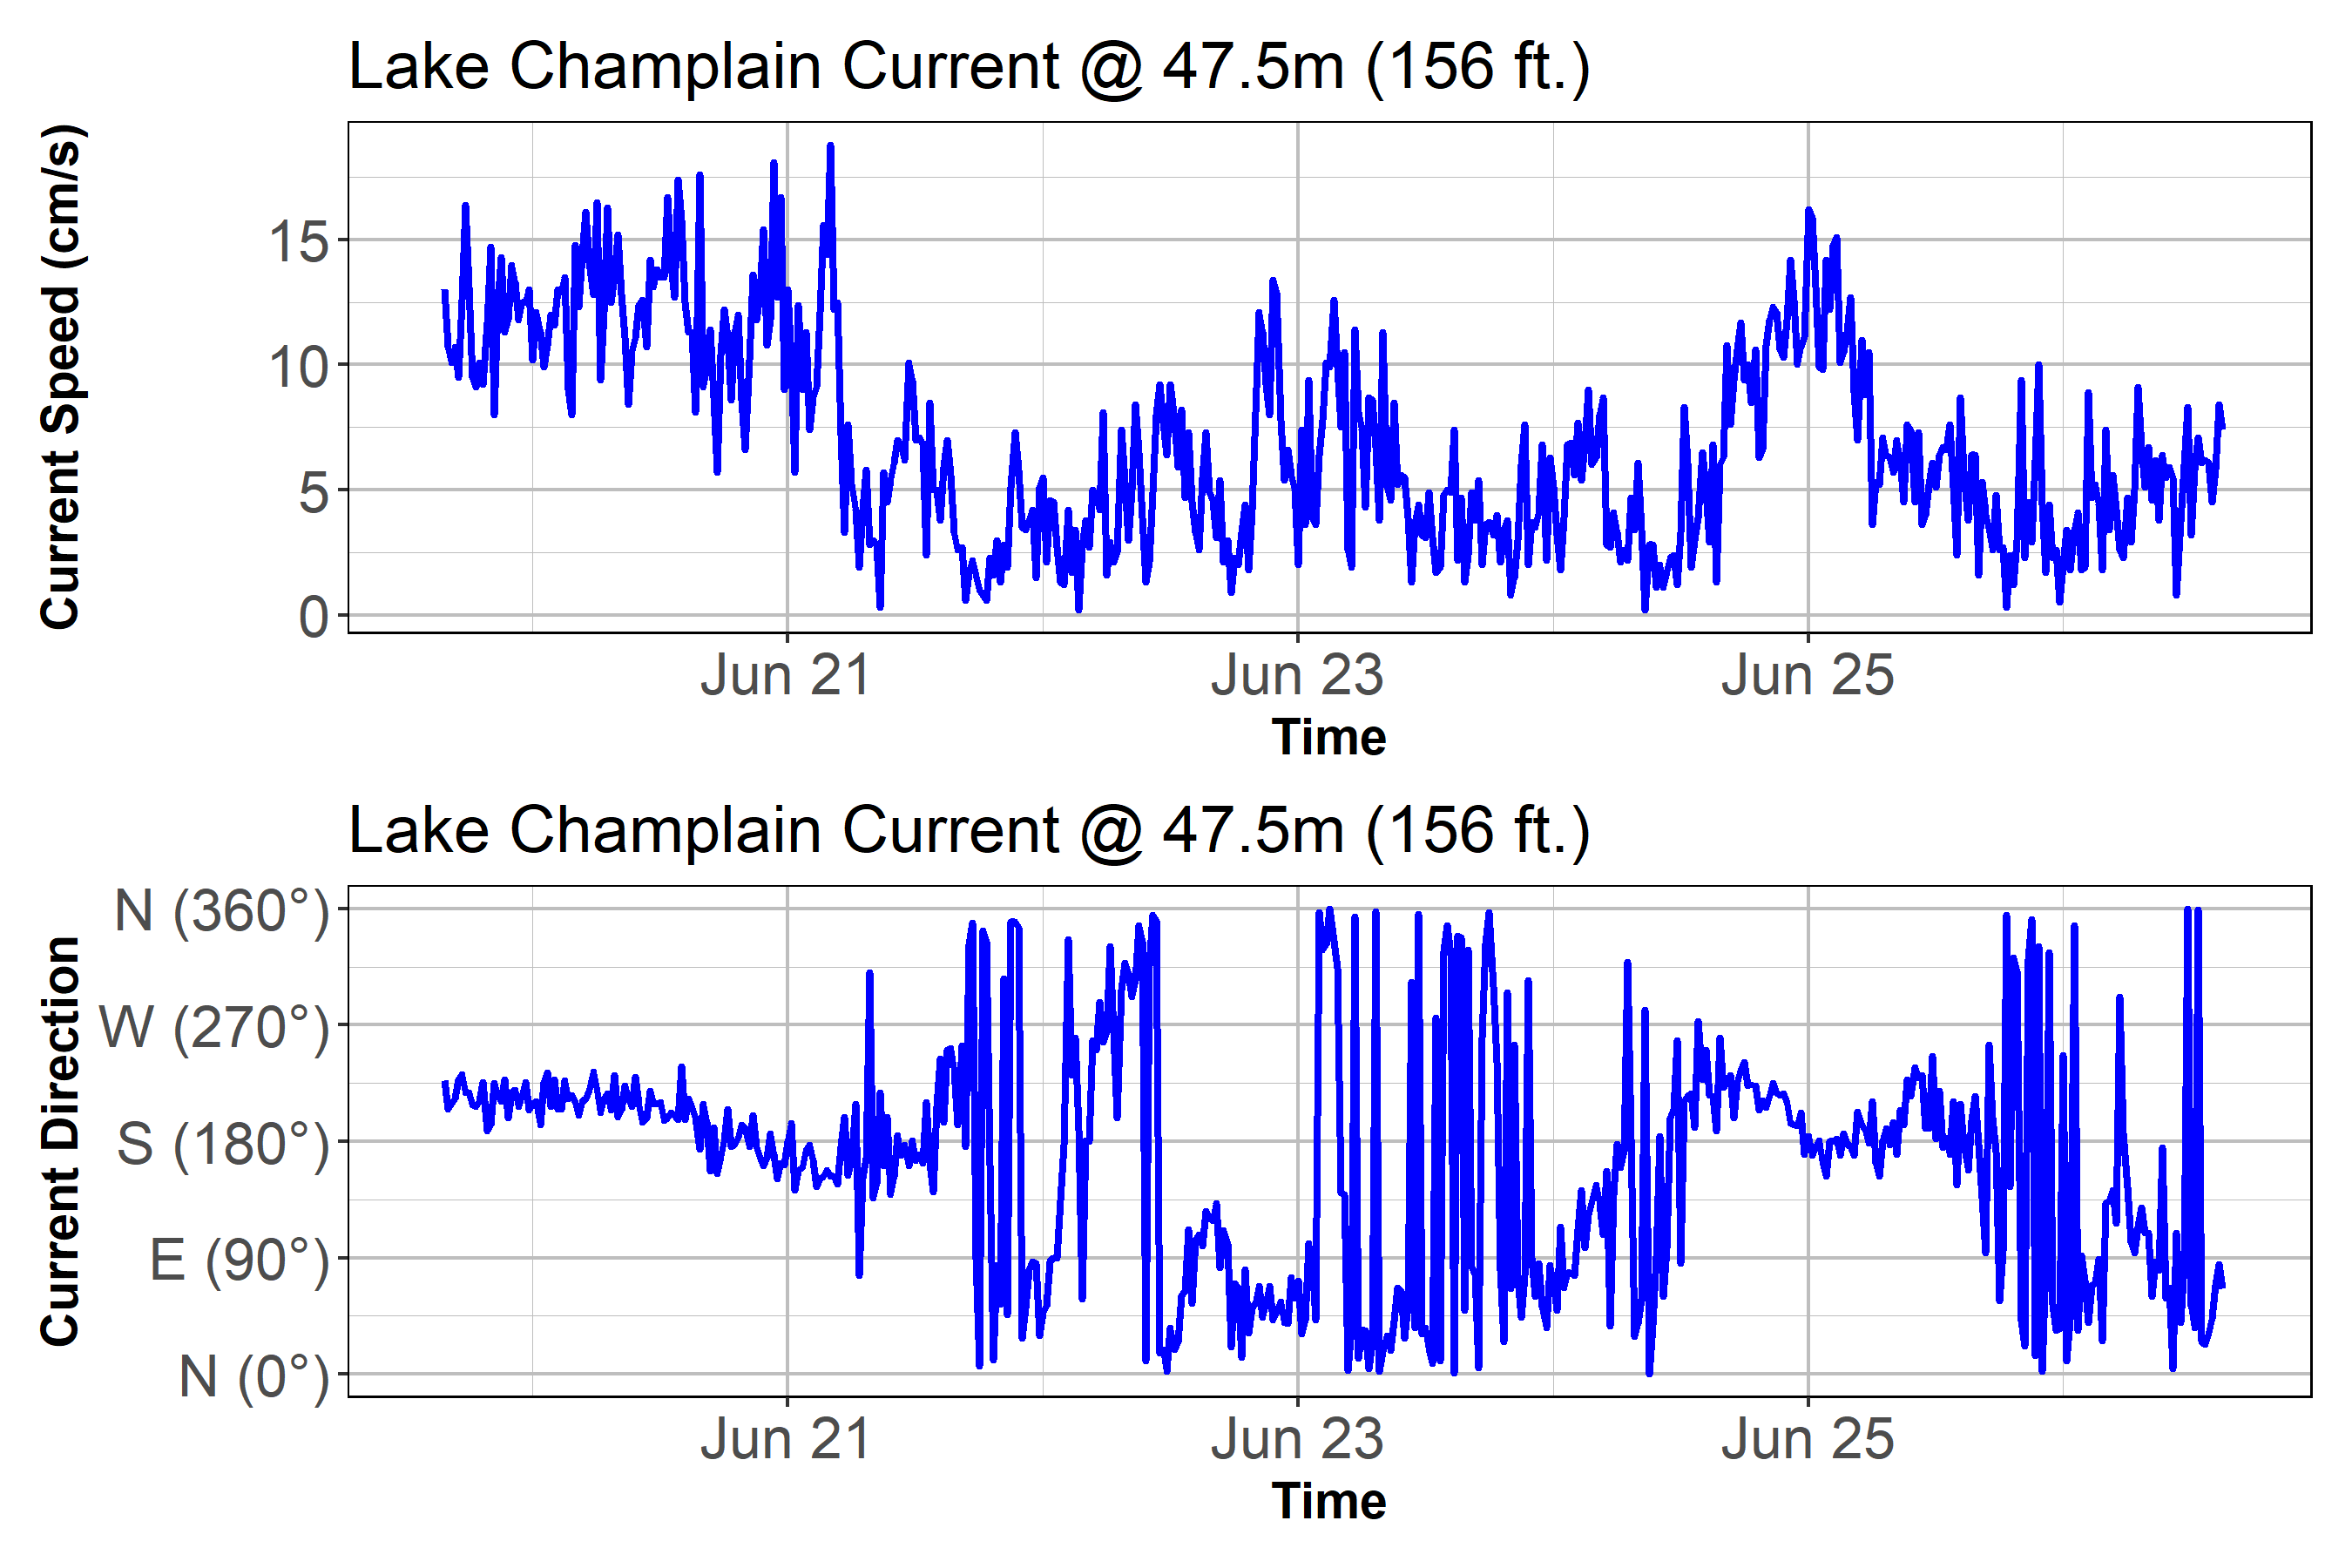 Lake Champlain Current @ 47.5m (156 ft.)
Current Speed (cm/s)
15
10
5
0
Jun 21 Jun 23 Jun 25
Time
Lake Champlain Current @ 47.5m (156 ft.)
Current Direction
N (360°)
W (270°)
S (180°)
E (90°)
N (0°)
Jun 21 Jun 23 Jun 25
Time